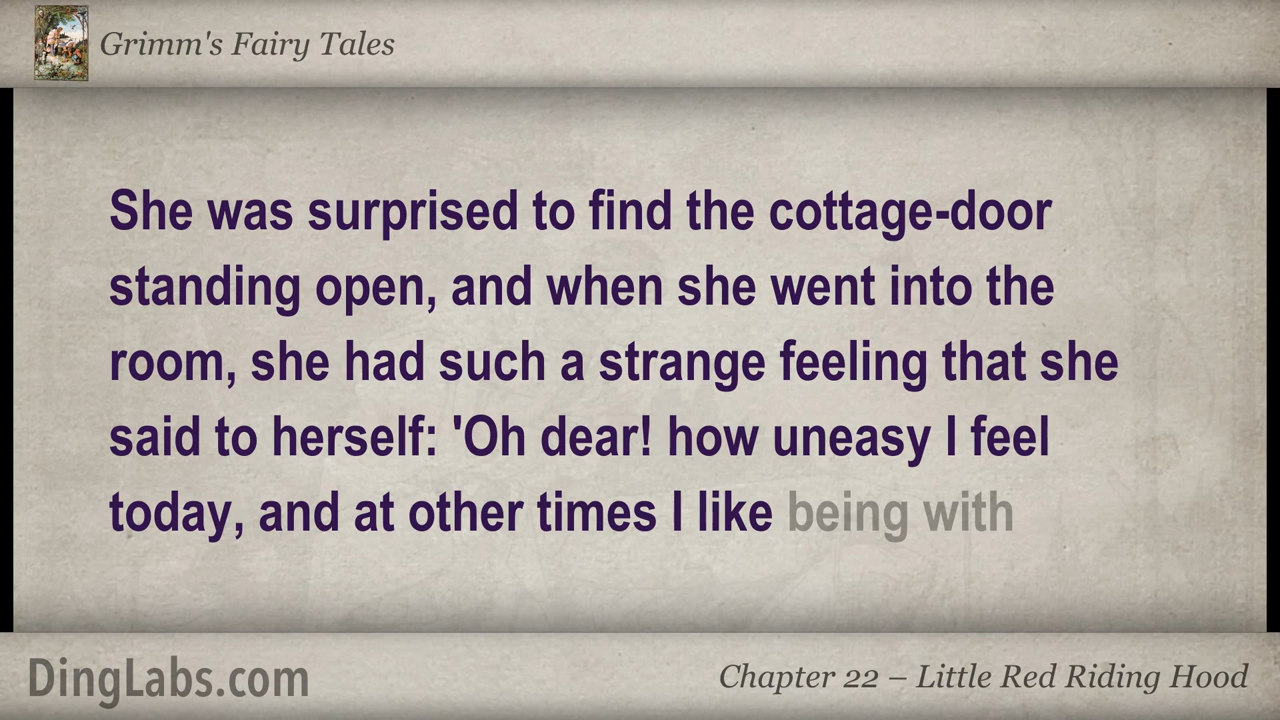 Grimm's Fairy Tales
She was surprised to find the cottage-door
standing open, and when she went into the
room, she had such a strange feeling that she
said to herself: 'Oh dear! how uneasy I feel
today, and at other times I like being with
DingLabs.com
Chapter 22 – Little Red Riding Hood